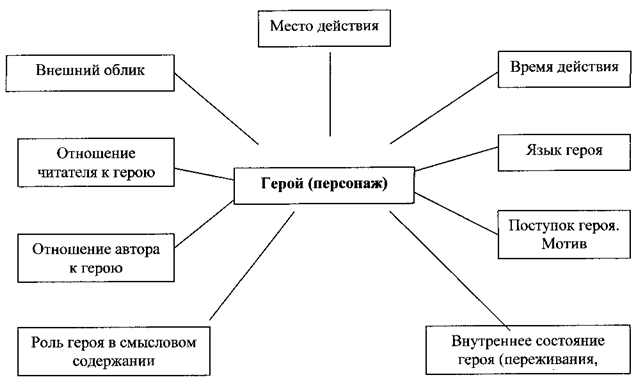 Место действия
Внешний облик
Время действия
Отношение
читателя к герою
Язык героя
Герой (персонаж)
Отношение автора
к герою
Поступок героя.
Мотив
Роль героя в смысловом
содержании
Внутреннее состояние
героя (переживания,